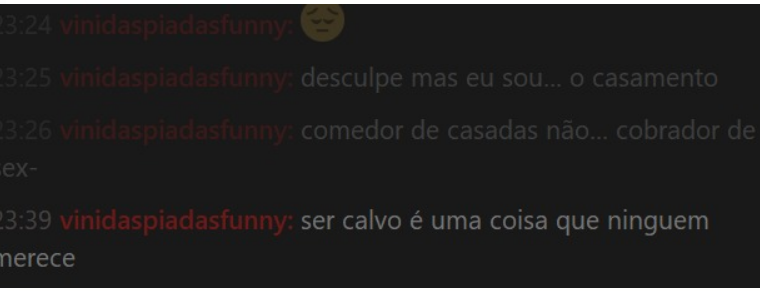 23:24 vinidaspiadasfunny: 😔
23:25 vinidaspiadasfunny: desculpe mas eu sou... o casamento
23:26 vinidaspiadasfunny: comedor de casadas não... cobrador de
sex-
23:39 vinidaspiadasfunny: ser calvo é uma coisa que ninguem
merece